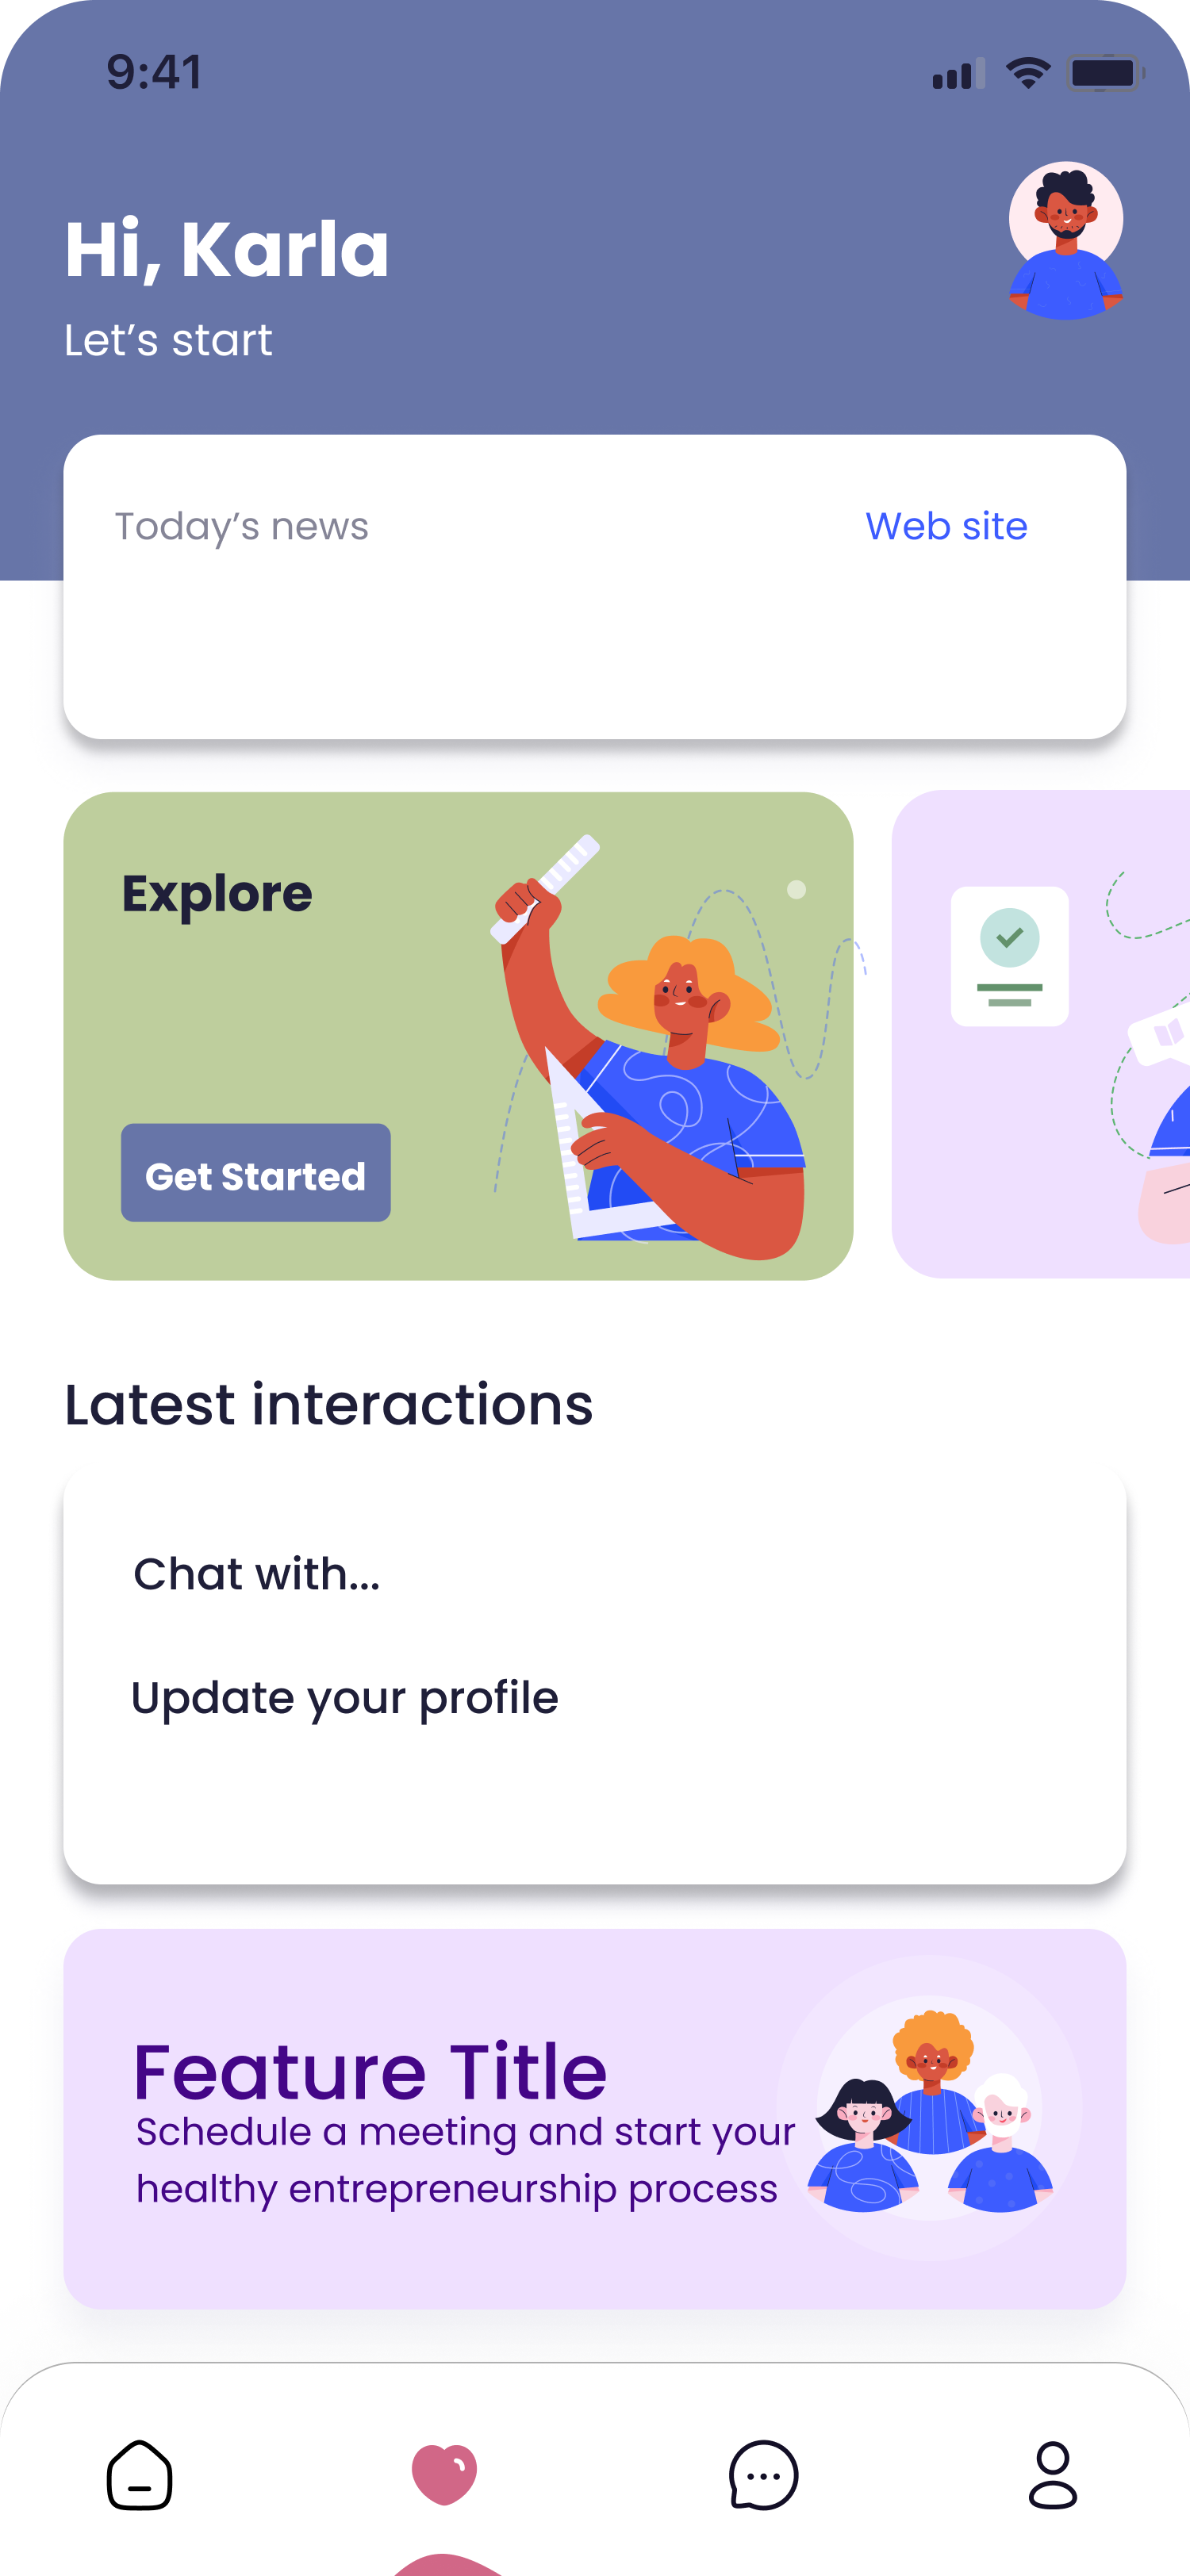 9:41
Hi, Karla
Let’s start
Today’s news
Web site
Explore
Get Started
Latest interactions
Chat with...
Update your profile
Feature Title
Schedule a meeting and start your
healthy entrepreneurship process